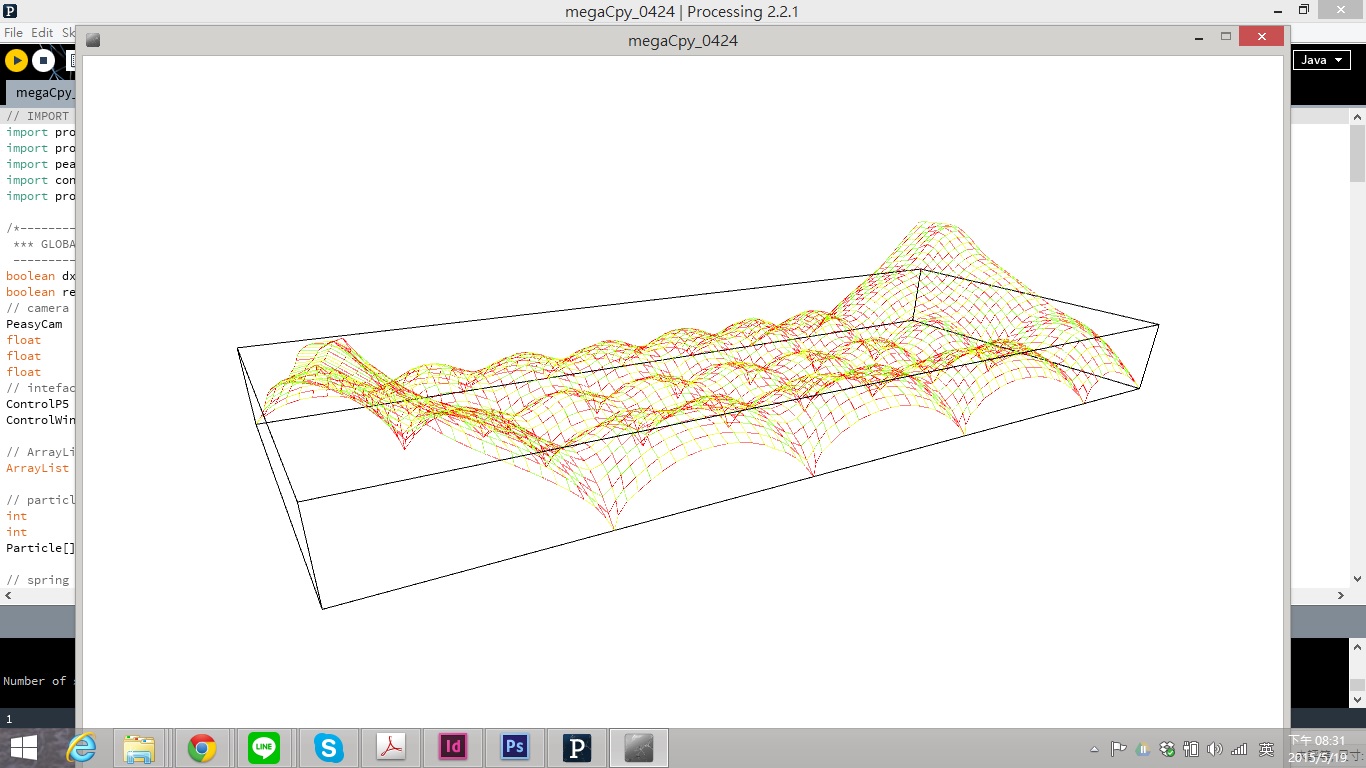 megaCpy_0424 | Processing 2.2.1
File Edit Sk
megaCpy_0424
Java
megaCpy_
// IMPORT
import pro
import pro
import pea
import con
import pro
/*--------
*** GLOBA
---------
boolean dx
boolean re
// camera
PeasyCam
float
float
float
// intefac
ControlP5
ControlWin
// ArrayLi
ArrayList
// particl
int
int
Particle[]
// spring
Number of
1
LINE
Id
Ps
P
英
下午 08:31
2015/5/19